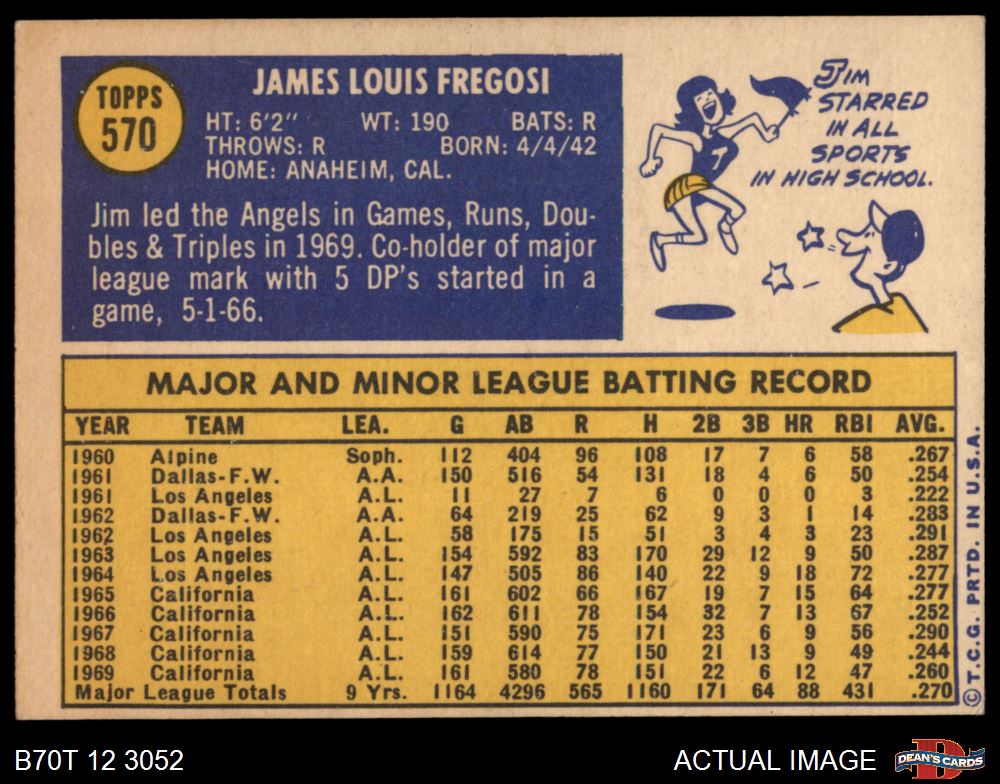 TOPPS
570
JAMES LOUIS FREGOSI
HT: 6'2" WT: 190 BATS: R
THROWS: R BORN: 4/4/42
HOME: ANAHEIM, CAL.
Jim led the Angels in Games, Runs, Dou-
bles & Triples in 1969. Co-holder of major
league mark with 5 DP's started in a
game, 5-1-66.
JIM
STARRED
IN ALL
SPORTS
IN HIGH SCHOOL.
7
MAJOR AND MINOR LEAGUE BATTING RECORD
YEAR TEAM LEA. G AB R H 2B 3B HR RBI AVG.
1960 Alpine Soph. 112 404 96 108 17 7 6 58 .267
1961 Dallas-F.W. A.A. 150 516 54 131 18 4 6 50 .254
1961 Los Angeles A.L. 11 27 7 6 0 0 0 3 .222
1962 Dallas-F.W. A.A. 64 219 25 62 9 3 1 14 .283
1962 Los Angeles A.L. 58 175 15 51 3 4 3 23 .291
1963 Los Angeles A.L. 154 592 83 170 29 12 9 50 .287
1964 Los Angeles A.L. 147 505 86 140 22 9 18 72 .277
1965 California A.L. 161 602 66 167 19 7 15 64 .277
1966 California A.L. 162 611 78 154 32 7 13 67 .252
1967 California A.L. 151 590 75 171 23 6 9 56 .290
1968 California A.L. 159 614 77 150 21 13 9 49 .244
1969 California A.L. 161 580 78 151 22 6 12 47 .260
Major League Totals 9 Yrs. 1164 4296 565 1160 171 64 88 431 .270
© T.C.G. PRTD. IN U.S.A.
B70T 12 3052
ACTUAL IMAGE
D
DEAN'S CARDS